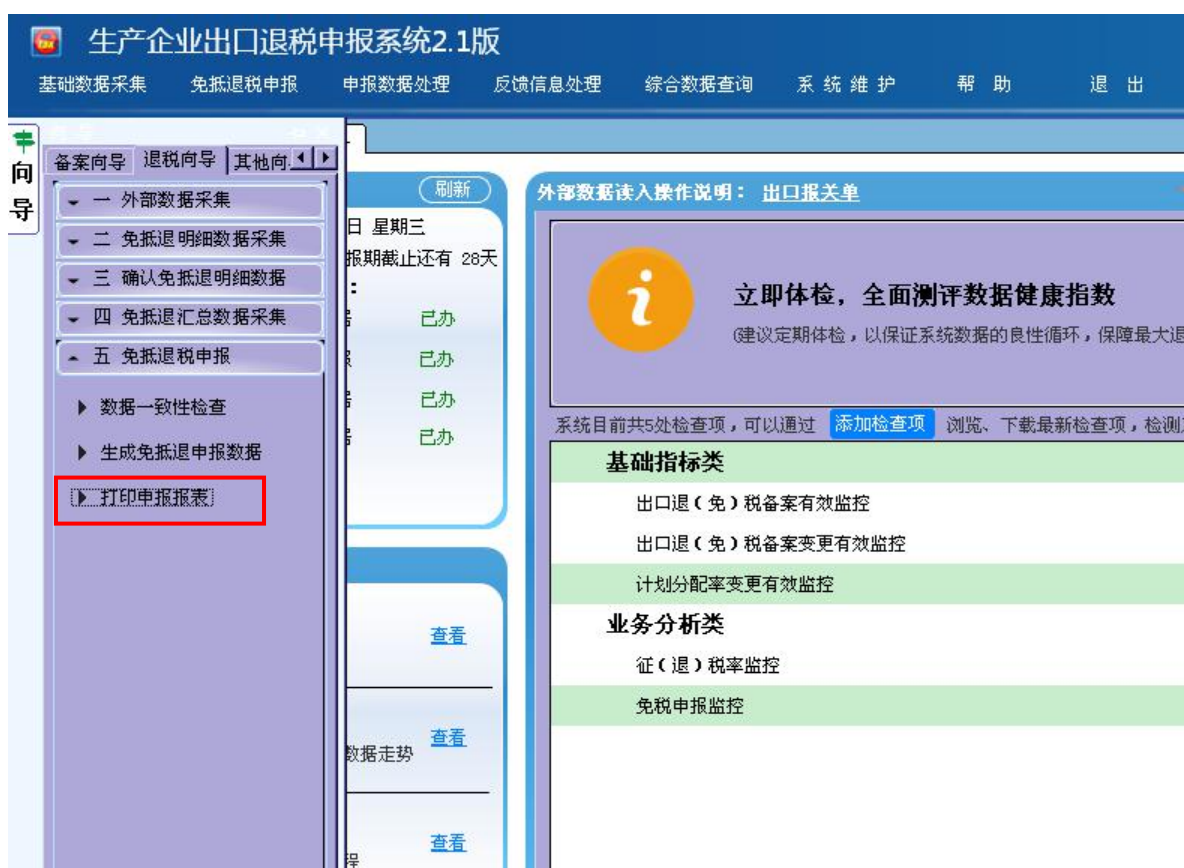 生产企业出口退税申报系统2.1版
基础数据采集 免抵退税申报 申报数据处理 反馈信息处理 综合数据查询 系统维护 帮助 退出
向导
备案向导 退税向导 其他向
一 外部数据采集
二 免抵退明细数据采集
三 确认免抵退明细数据
四 免抵退汇总数据采集
五 免抵退税申报
数据一致性检查
生成免抵退申报数据
打印申报报表
刷新
日 星期三
报期截止还有 28天
:
已办
已办
已办
已办
查看
查看
数据走势
查看
程
外部数据读入操作说明: 出口报关单
立即体检,全面测评数据健康指数
(建议定期体检,以保证系统数据的良性循环,保障最大退
系统目前共5处检查项,可以通过 添加检查项 浏览、下载最新检查项,检测
基础指标类
出口退(免)税备案有效监控
出口退(免)税备案变更有效监控
计划分配率变更有效监控
业务分析类
征(退)税率监控
免税申报监控